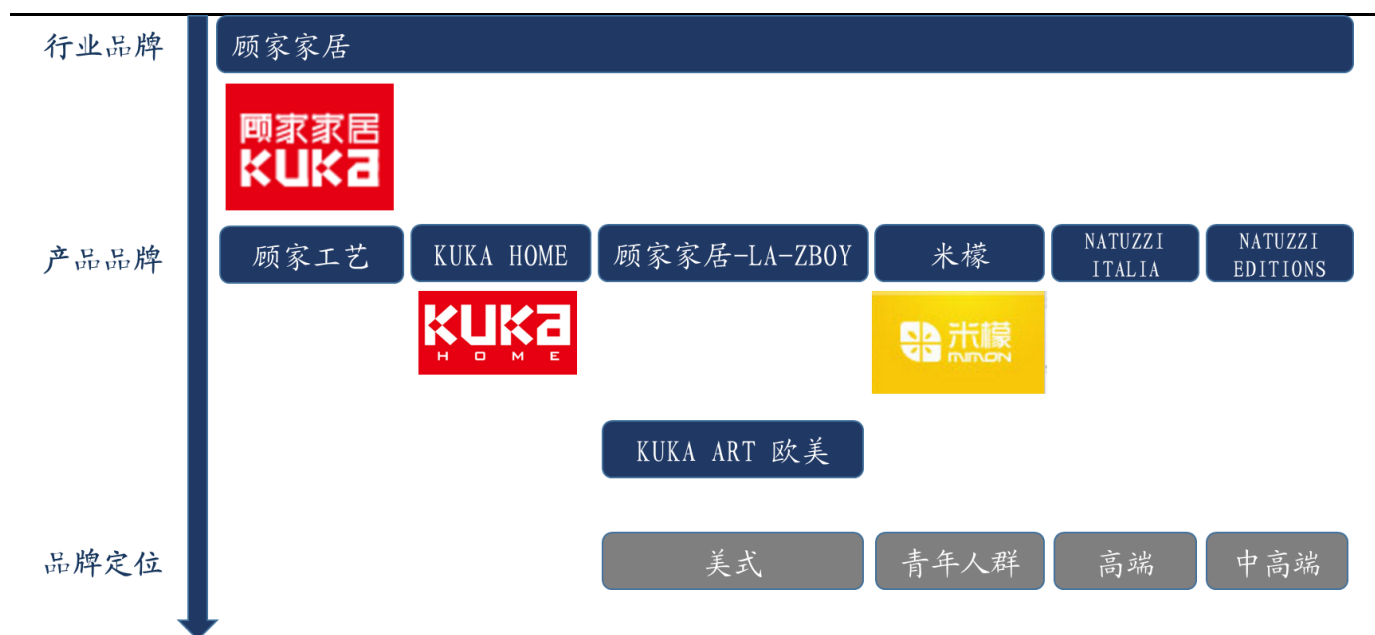 行业品牌
顾家家居
顾家家居
KUKA
产品品牌
顾家工艺
KUKA HOME
顾家家居-LA-ZBOY
米檬
NATUZZI
ITALIA
NATUZZI
EDITIONS
KUKA
HOME
米檬
MIMON
KUKA ART 欧美
品牌定位
美式
青年人群
高端
中高端